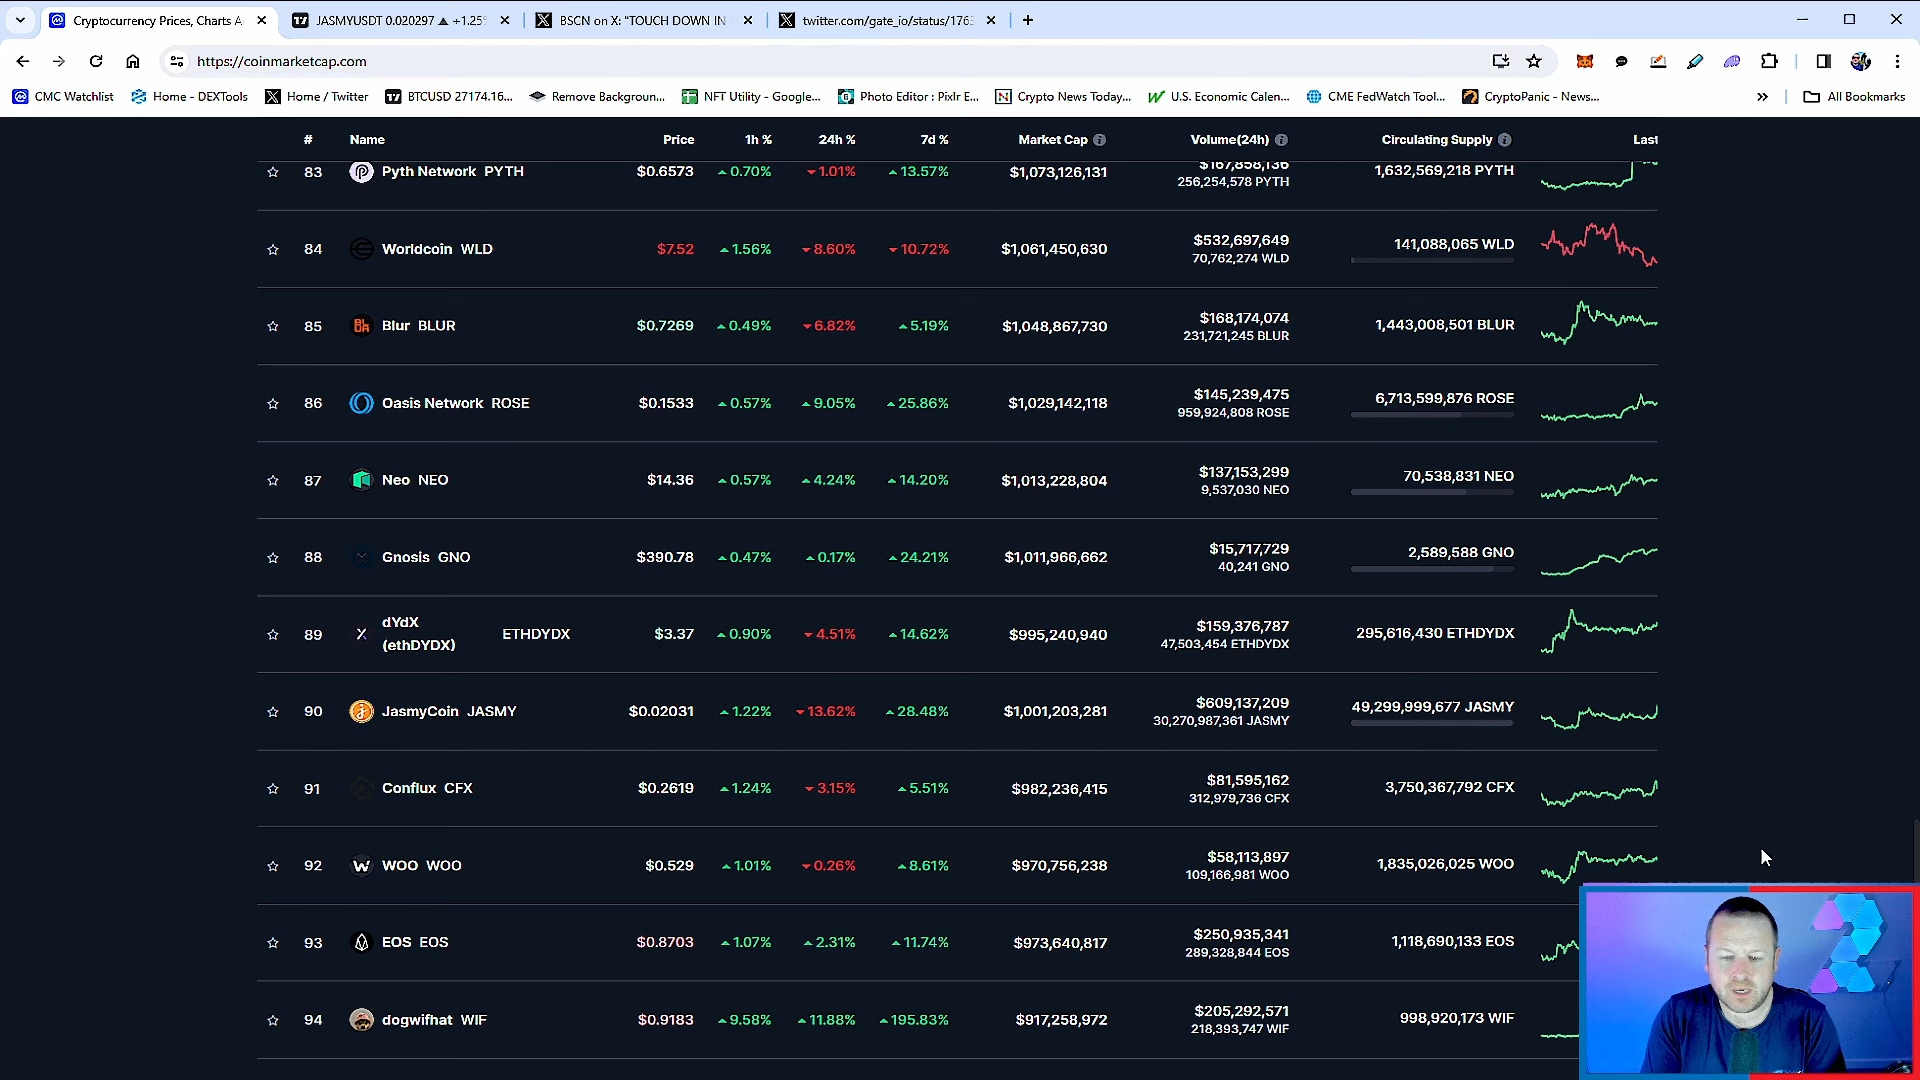 Cryptocurrency Prices, Charts A
JASMYUSDT 0.020297 ▲ +1.25
BSCN on X: "TOUCH DOWN IN
twitter.com/gate_io/status/176
https://coinmarketcap.com
CMC Watchlist
Home - DEXTools
Home / Twitter
BTCUSD 27174.16...
Remove Backgroun...
NFT Utility - Google...
Photo Editor : Pixlr E...
Crypto News Today...
U.S. Economic Calen...
CME FedWatch Tool...
CryptoPanic - News...
»
All Bookmarks
# Name Price 1h % 24h % 7d % Market Cap Volume(24h) Circulating Supply Last
83 Pyth Network PYTH $0.6573 0.70% 1.01% 13.57% $1,073,126,131 $167,858,136 1,632,569,218 PYTH
256,254,578 PYTH
84 Worldcoin WLD $7.52 1.56% 8.60% 10.72% $1,061,450,630 $532,697,649 141,088,065 WLD
70,762,274 WLD
85 Blur BLUR $0.7269 0.49% 6.82% 5.19% $1,048,867,730 $168,174,074 1,443,008,501 BLUR
231,721,245 BLUR
86 Oasis Network ROSE $0.1533 0.57% 9.05% 25.86% $1,029,142,118 $145,239,475 6,713,599,876 ROSE
959,924,808 ROSE
87 Neo NEO $14.36 0.57% 4.24% 14.20% $1,013,228,804 $137,153,299 70,538,831 NEO
9,537,030 NEO
88 Gnosis GNO $390.78 0.47% 0.17% 24.21% $1,011,966,662 $15,717,729 2,589,588 GNO
40,241 GNO
89 dYdX (ethDYDX) ETHDYDX $3.37 0.90% 4.51% 14.62% $995,240,940 $159,376,787 295,616,430 ETHDYDX
47,503,454 ETHDYDX
90 JasmyCoin JASMY $0.02031 1.22% 13.62% 28.48% $1,001,203,281 $609,137,209 49,299,999,677 JASMY
30,270,987,361 JASMY
91 Conflux CFX $0.2619 1.24% 3.15% 5.51% $982,236,415 $81,595,162 3,750,367,792 CFX
312,979,736 CFX
92 WOO WOO $0.529 1.01% 0.26% 8.61% $970,756,238 $58,113,897 1,835,026,025 WOO
109,166,981 WOO
93 EOS EOS $0.8703 1.07% 2.31% 11.74% $973,640,817 $250,935,341 1,118,690,133 EOS
289,328,844 EOS
94 dogwifhat WIF $0.9183 9.58% 11.88% 195.83% $917,258,972 $205,292,571 998,920,173 WIF
218,393,747 WIF